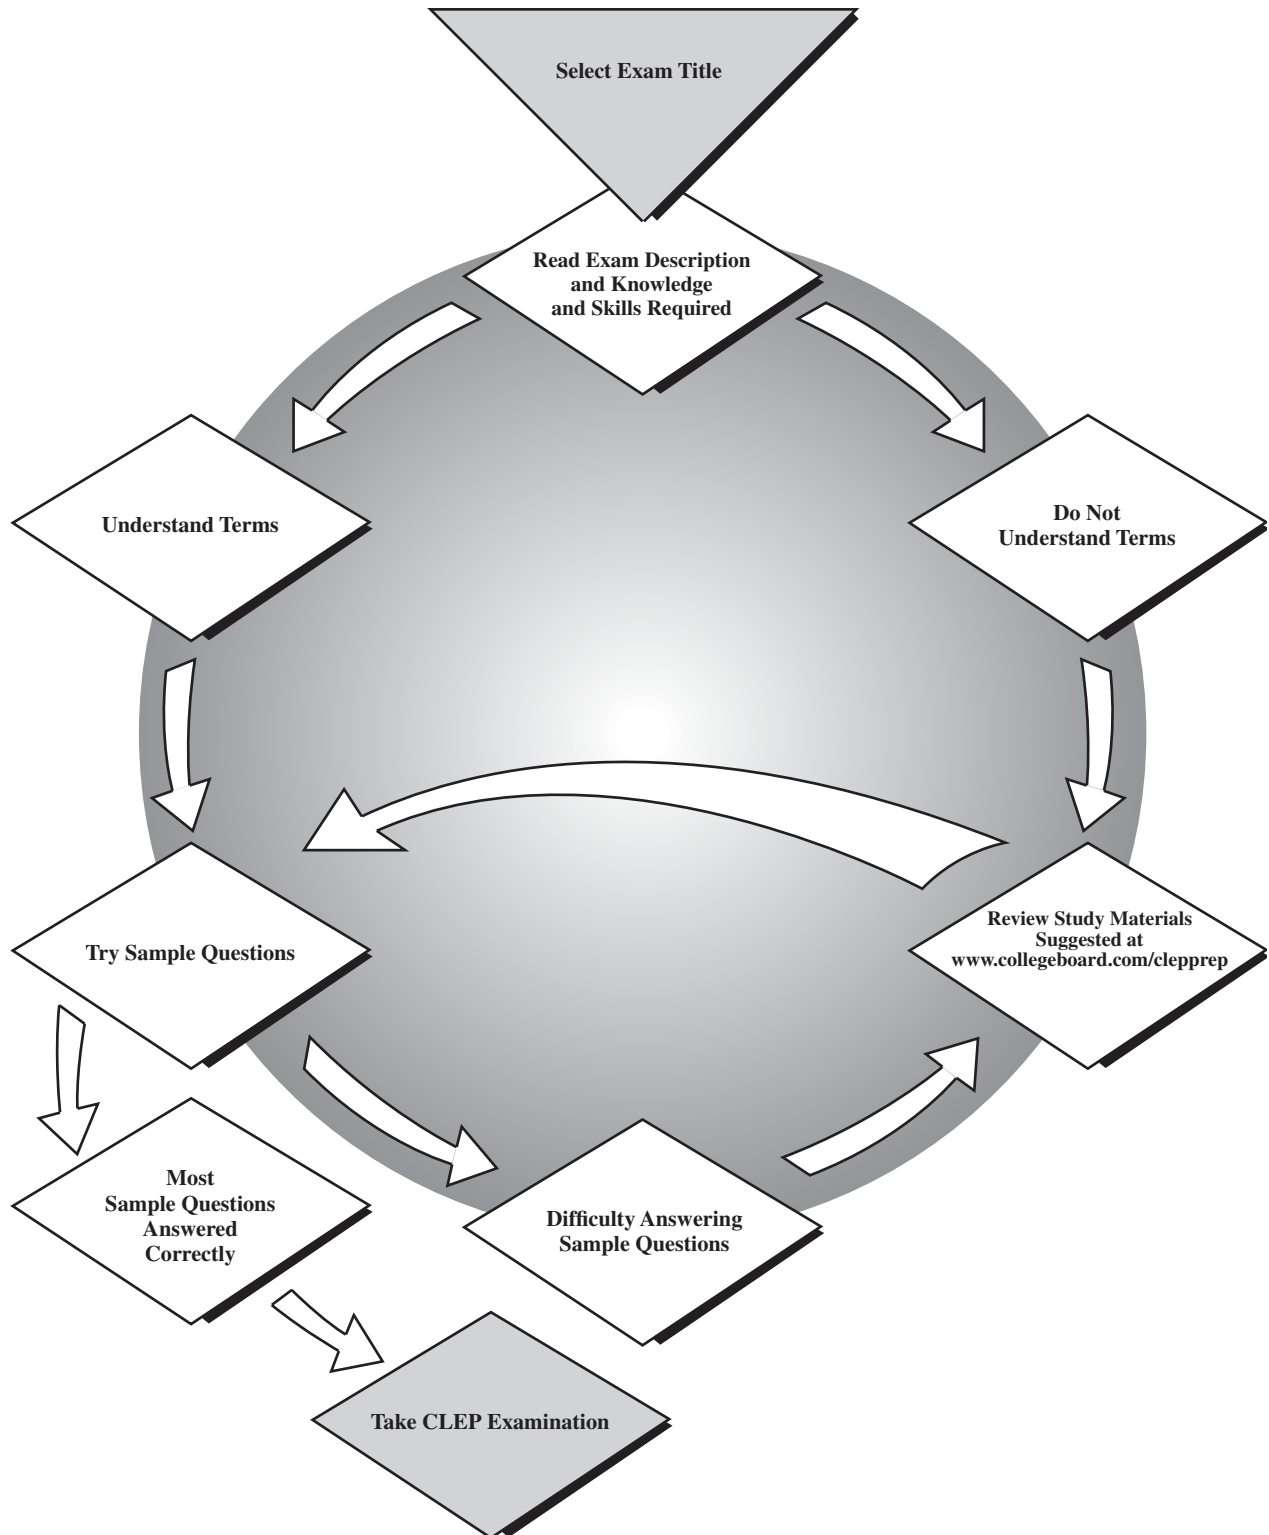 Select Exam Title
Read Exam Description
and Knowledge
and Skills Required
Understand Terms
Do Not
Understand Terms
Try Sample Questions
Review Study Materials
Suggested at
www.collegeboard.com/clepprep
Most
Sample Questions
Answered
Correctly
Difficulty Answering
Sample Questions
Take CLEP Examination